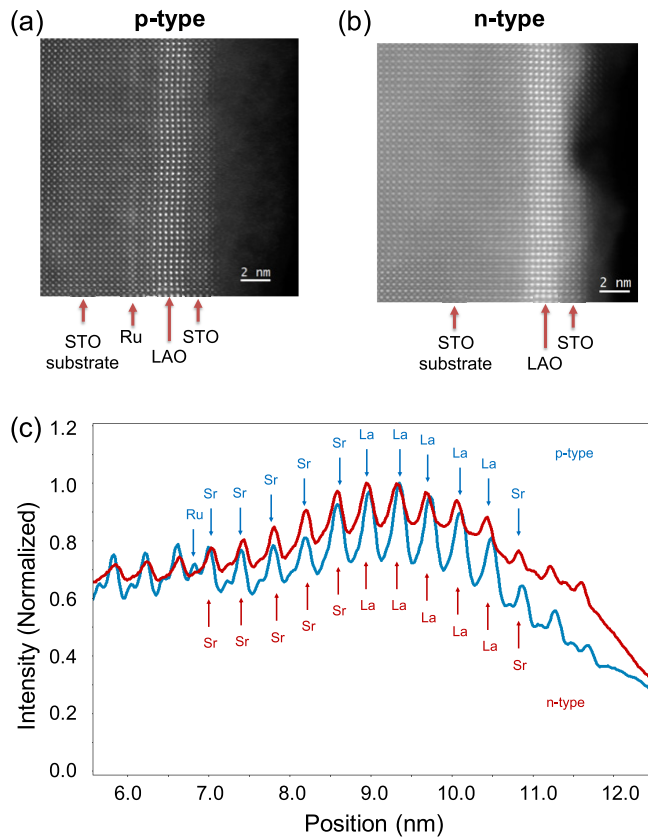 (a) p-type
(b) n-type
2 nm
2 nm
STO substrate
Ru
LAO
STO
STO substrate
LAO
STO
(c)
Intensity (Normalized)
1.2
1.0
0.8
0.6
0.4
0.2
0.0
Ru
Sr
Sr
Sr
Sr
Sr
La
La
La
La
La
Sr
p-type
Sr
Sr
Sr
Sr
Sr
La
La
La
La
La
Sr
n-type
6.0 7.0 8.0 9.0 10.0 11.0 12.0
Position (nm)